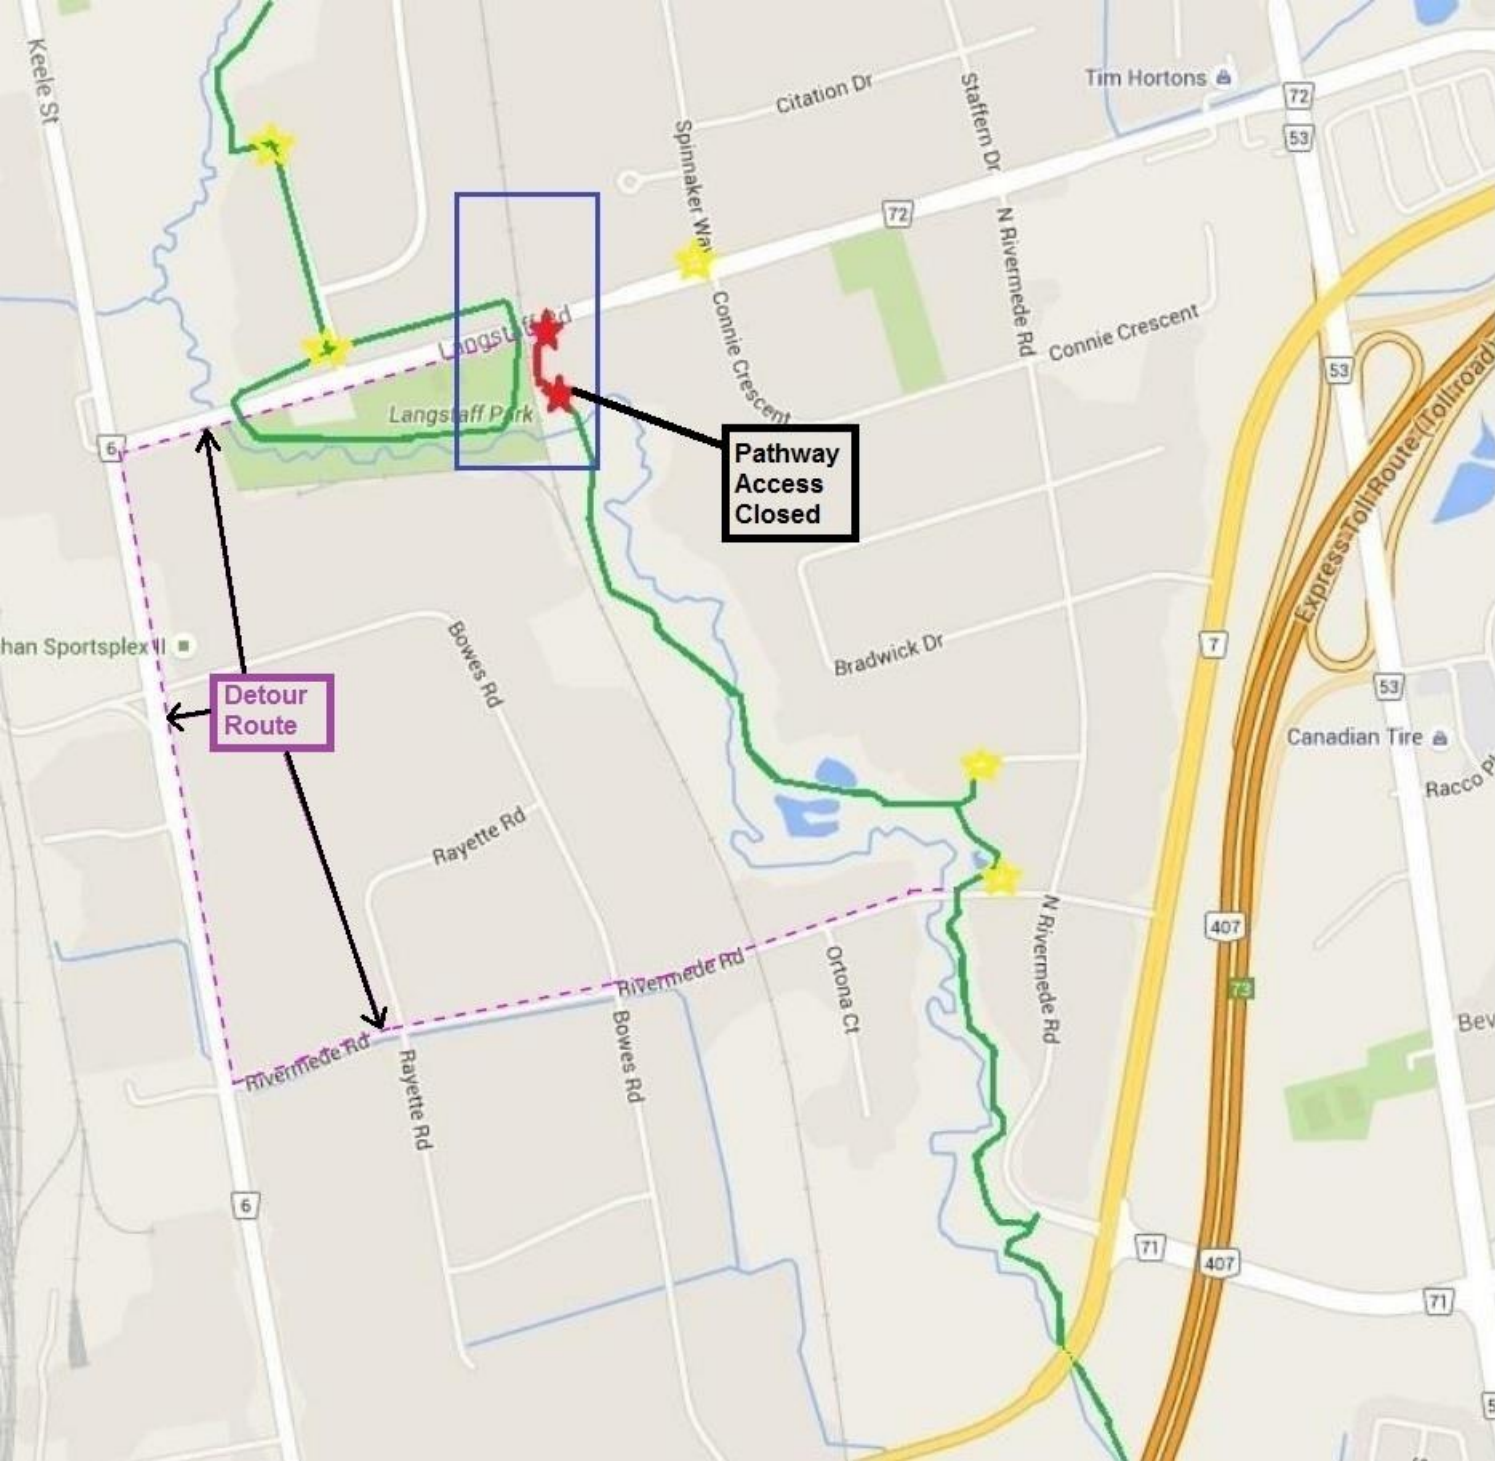 Keele St
Citation Dr
Staffern Dr
Tim Hortons
72
53
Spinnaker Way
72
N Rivermede Rd
Langstaff Rd
Connie Crescent
Connie Crescent
53
Langstaff Park
6
Pathway
Access
Closed
Express Toll Route (Toll road)
han Sportsplex II
Bowes Rd
Bradwick Dr
7
Detour
Route
53
Canadian Tire
Racco P
Rayette Rd
N Rivermede Rd
407
Rivermede Rd
Ortona Ct
73
Rivermede Rd
Bowes Rd
Rayette Rd
Bev
6
71
407
71
5